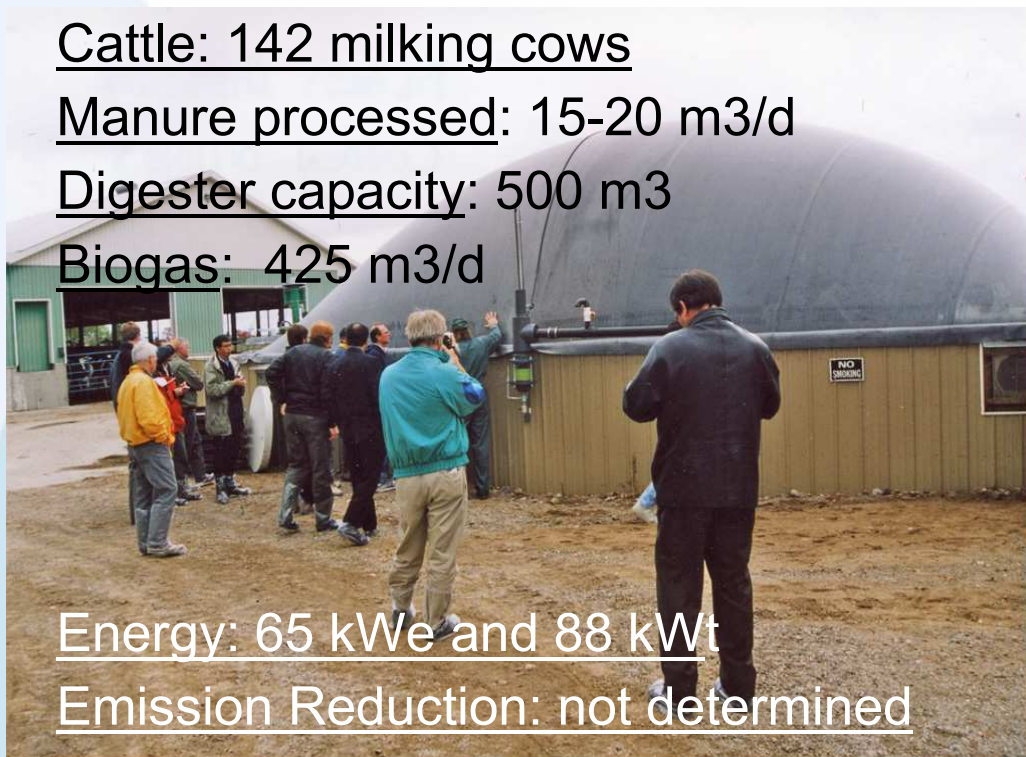 Cattle: 142 milking cows
Manure processed: 15-20 m3/d
Digester capacity: 500 m3
Biogas:  425 m3/d
NO
SMOKING
Energy: 65 kWe and 88 kWt
Emission Reduction: not determined